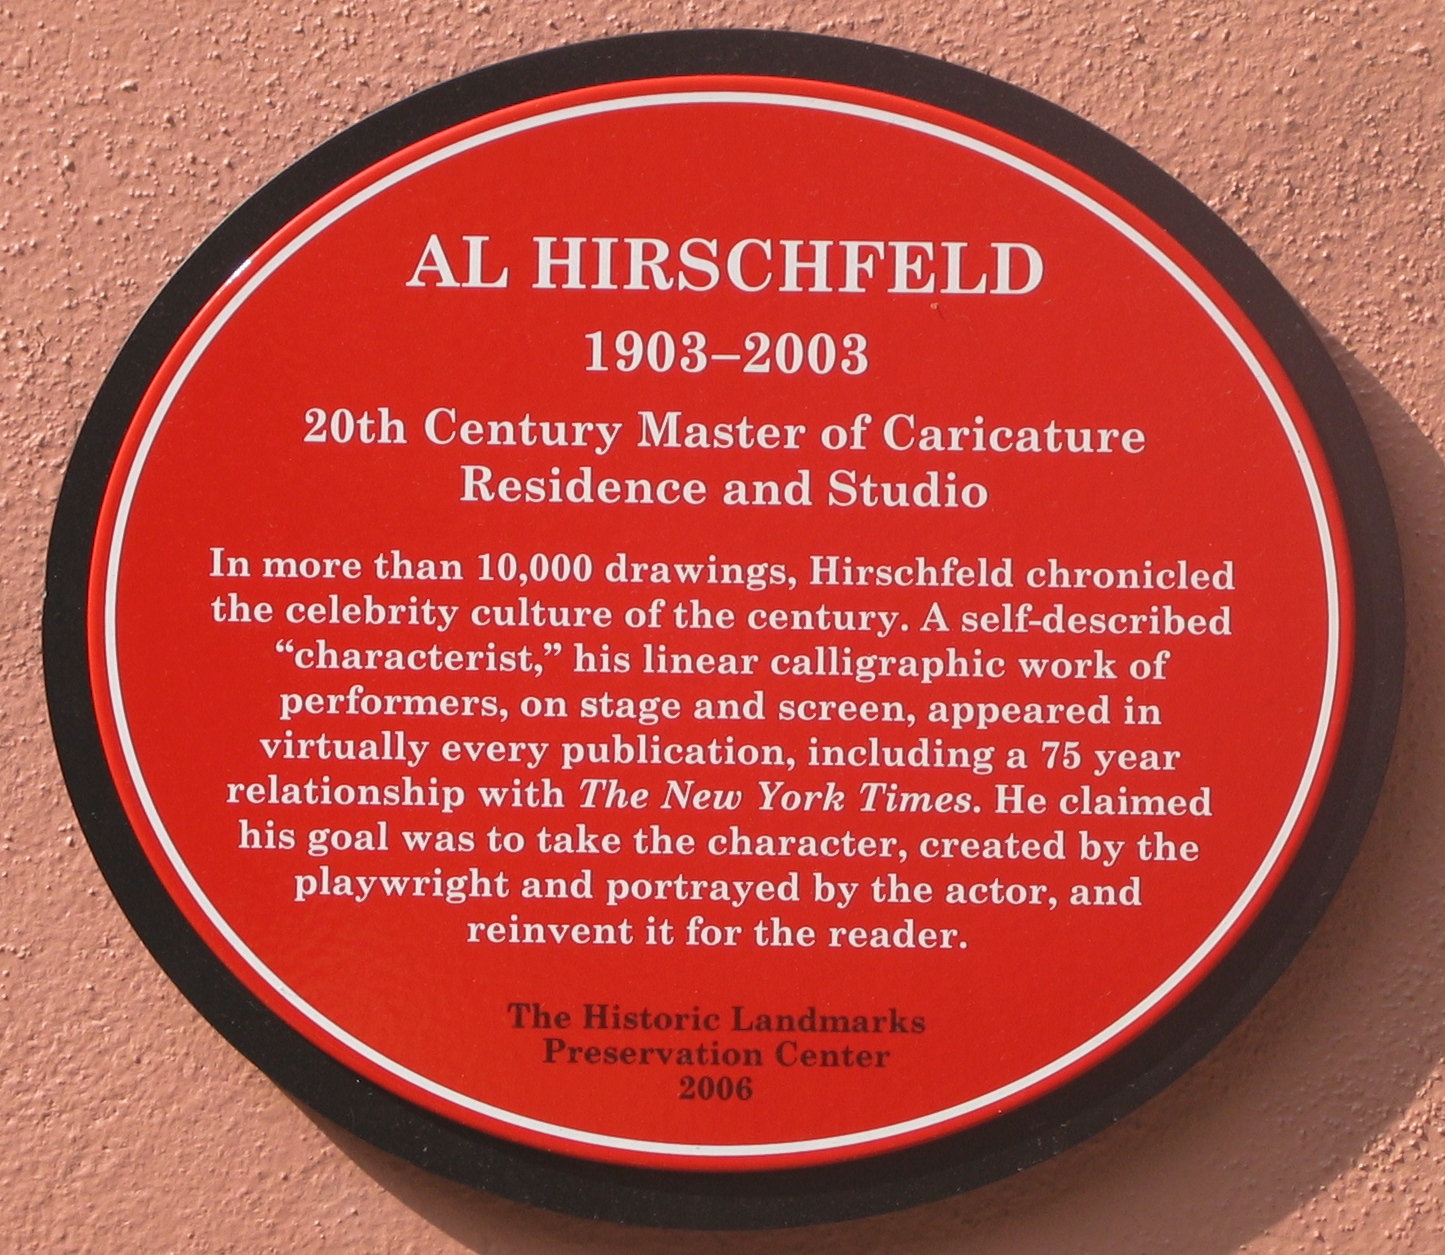 AL HIRSCHFELD
1903–2003
20th Century Master of Caricature
Residence and Studio
In more than 10,000 drawings, Hirschfeld chronicled
the celebrity culture of the century. A self-described
“characterist,” his linear calligraphic work of
performers, on stage and screen, appeared in
virtually every publication, including a 75 year
relationship with The New York Times. He claimed
his goal was to take the character, created by the
playwright and portrayed by the actor, and
reinvent it for the reader.
The Historic Landmarks
Preservation Center
2006